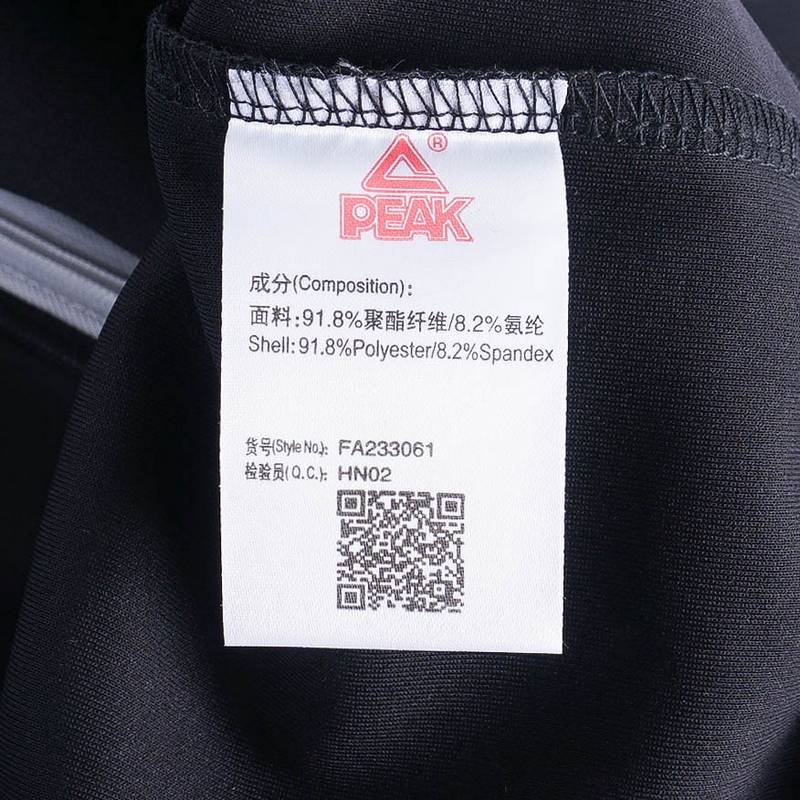 ®
PEAK
成分(Composition):
面料:91.8%聚酯纤维/8.2%氨纶
Shell:91.8%Polyester/8.2%Spandex
货号(Style No.): FA233061
检验员(Q.C.): HN02